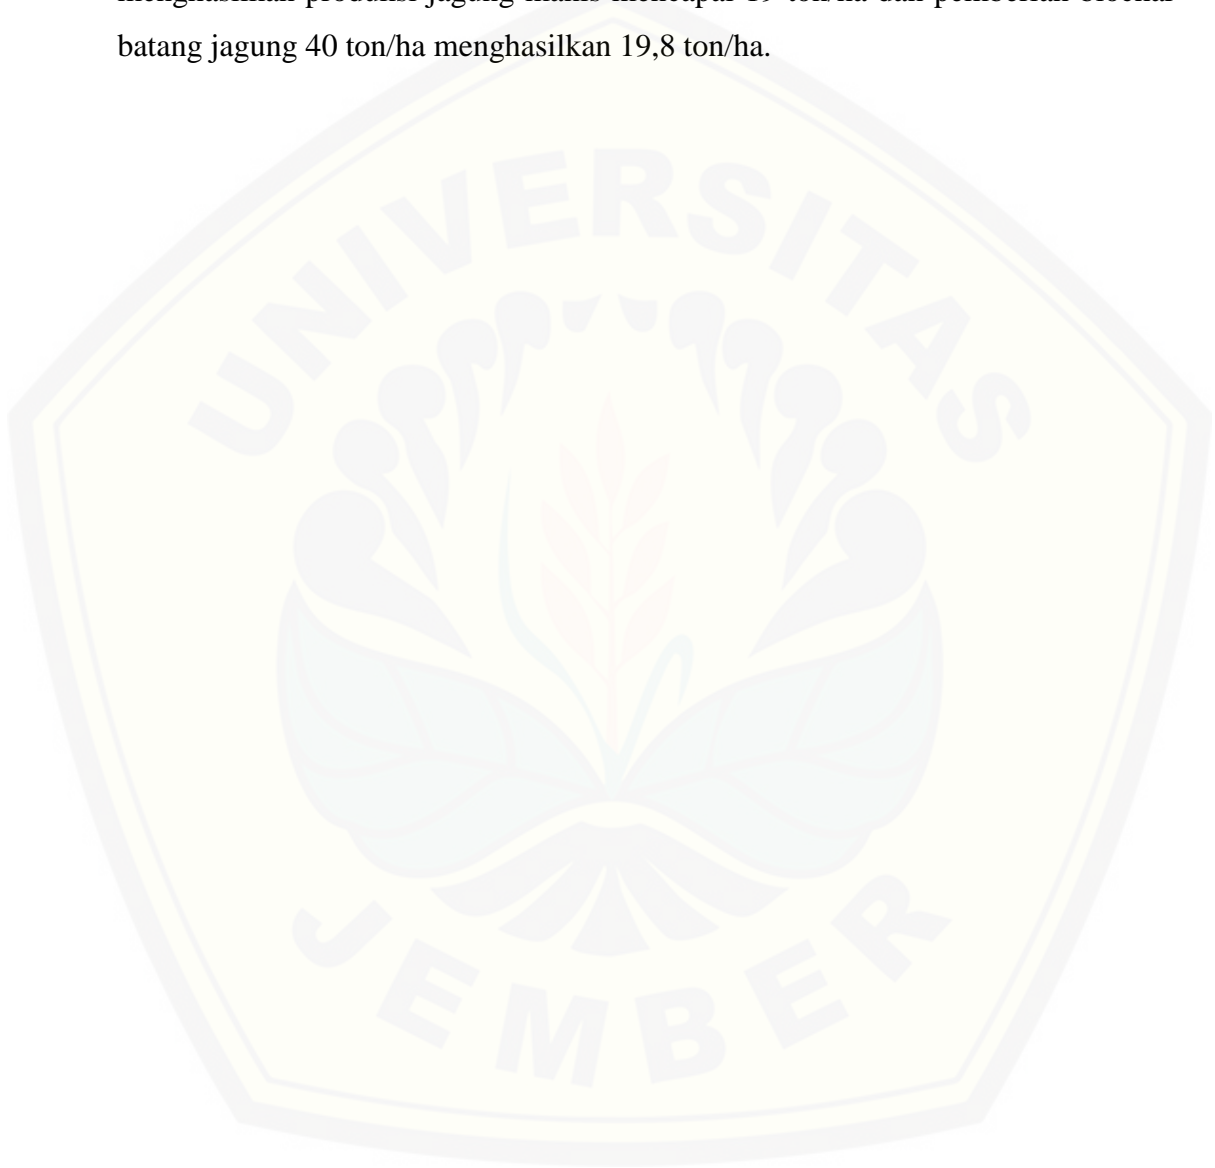 menghasilkan produksi jagung manis mencapai 19 ton/ha dan pemberian biochar
batang jagung 40 ton/ha menghasilkan 19,8 ton/ha.
UNIVERSITAS
JEMBER